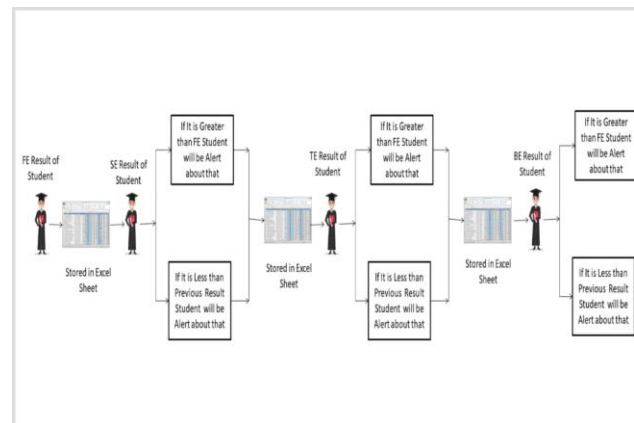 FE Result of
Student
Stored in Excel
Sheet
SE Result of
Student
If It is Greater
than FE Student
will be Alert
about that
If It is Less than
Previous Result
Student will be
Alert about that
Stored in Excel
Sheet
TE Result of
Student
If It is Greater
than FE Student
will be Alert
about that
If It is Less than
Previous Result
Student will be
Alert about that
Stored in Excel
Sheet
BE Result of
Student
If It is Greater
than FE Student
will be Alert
about that
If It is Less than
Previous Result
Student will be
Alert about that